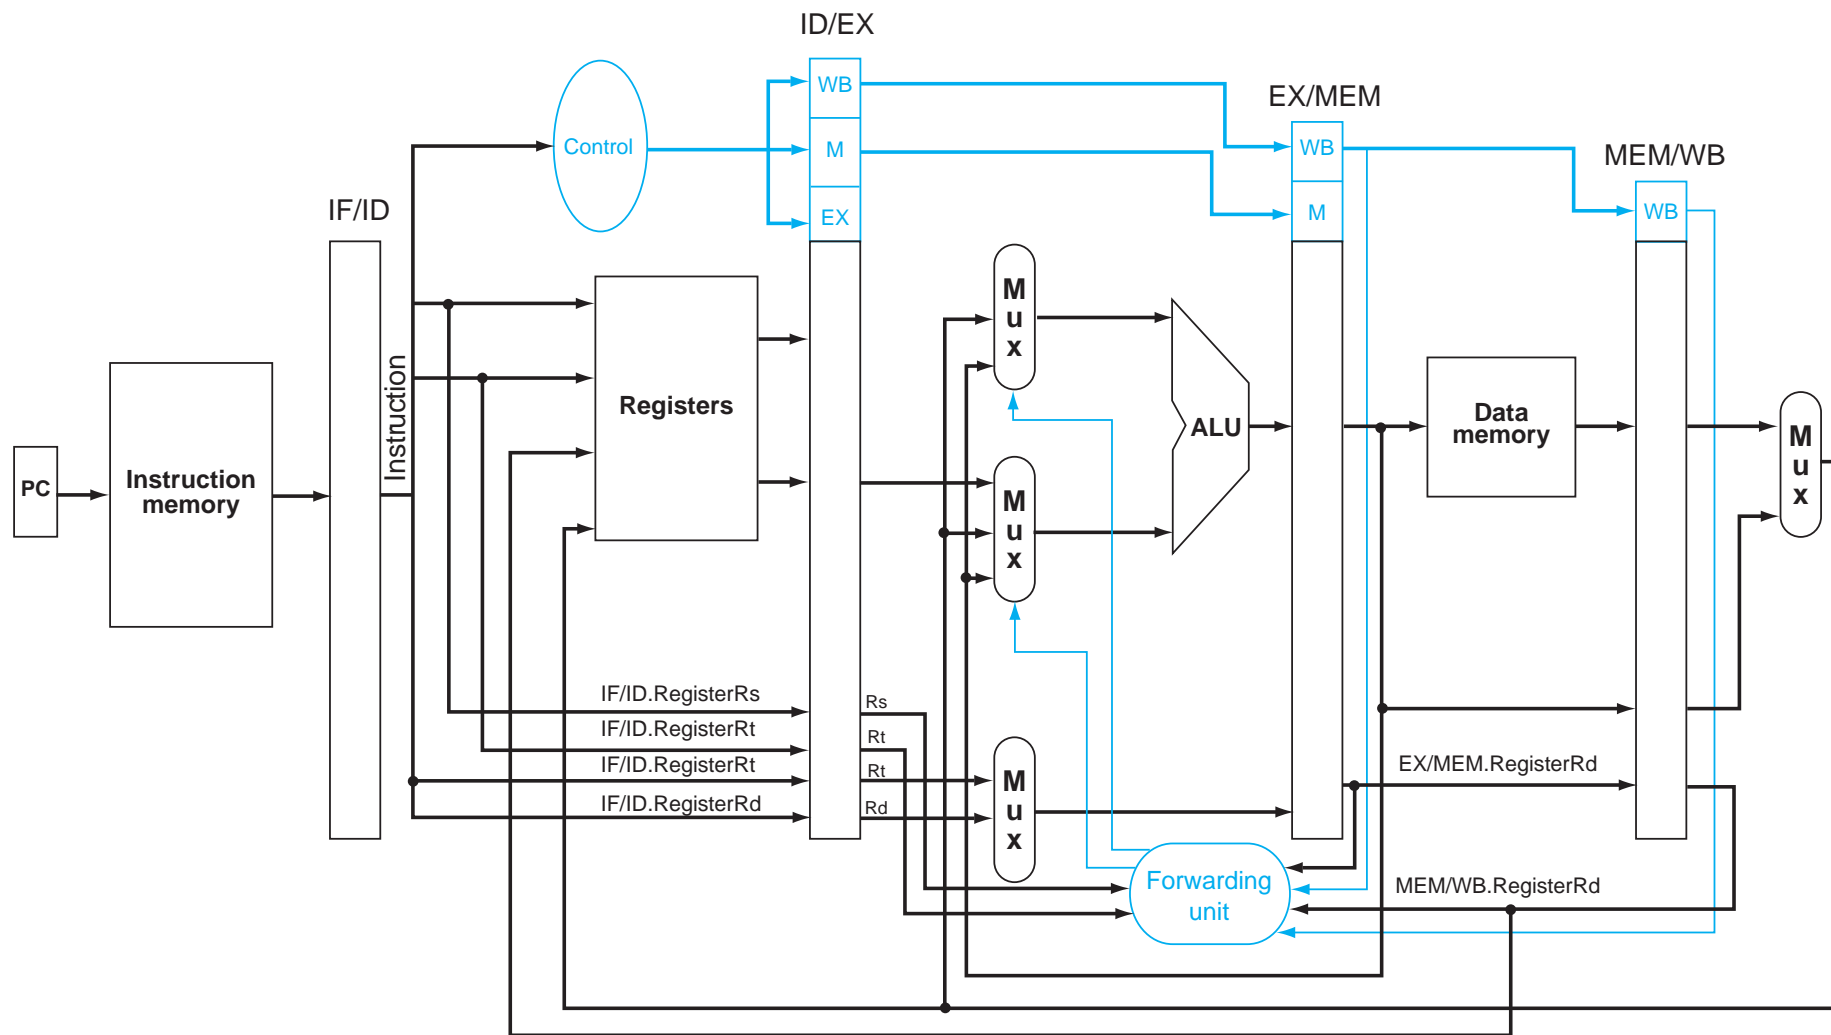 ID/EX
WB
EX/MEM
Control
M
WB
MEM/WB
IF/ID
EX
M
WB
M
u
x
Instruction
Registers
ALU
Data
memory
M
u
x
PC
Instruction
memory
M
u
x
IF/ID.RegisterRs
Rs
IF/ID.RegisterRt
Rt
IF/ID.RegisterRt
Rt
EX/MEM.RegisterRd
IF/ID.RegisterRd
Rd
M
u
x
Forwarding
unit
MEM/WB.RegisterRd